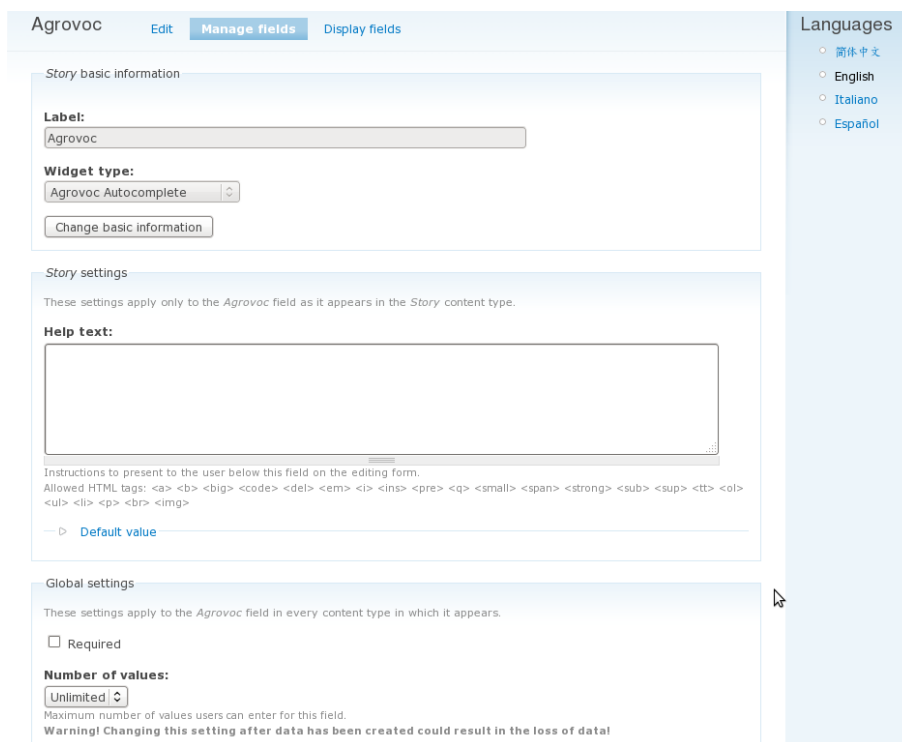 Agrovoc
Edit
Manage fields
Display fields
Story basic information
Label:
Agrovoc
Widget type:
Agrovoc Autocomplete
Change basic information
Story settings
These settings apply only to the Agrovoc field as it appears in the Story content type.
Help text:
Instructions to present to the user below this field on the editing form.
Allowed HTML tags: <a> <b> <big> <code> <del> <em> <i> <ins> <pre> <q> <small> <span> <strong> <sub> <sup> <tt> <ol>
<ul> <li> <p> <br> <img>
Default value
Global settings
These settings apply to the Agrovoc field in every content type in which it appears.
Required
Number of values:
Unlimited
Maximum number of values users can enter for this field.
Warning! Changing this setting after data has been created could result in the loss of data!
Languages
简体中文
English
Italiano
Español